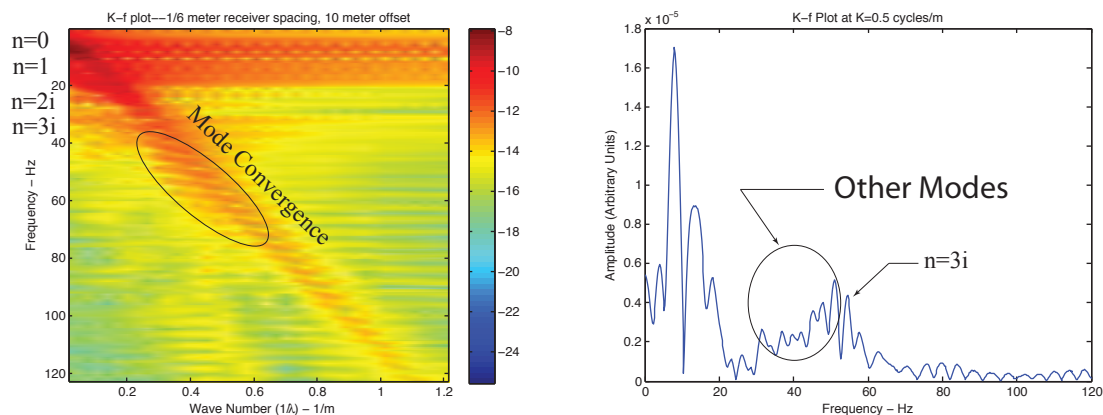 K-f plot--1/6 meter receiver spacing, 10 meter offset
n=0
n=1
n=2i
n=3i
20
40
60
80
100
120
Frequency - Hz
Mode Convergence
0.2
0.4
0.6
0.8
1
1.2
Wave Number (1/λ) - 1/m
-8
-10
-12
-14
-16
-18
-20
-22
-24
x 10⁻⁵
K-f Plot at K=0.5 cycles/m
1.8
1.6
1.4
1.2
1
0.8
0.6
0.4
0.2
0
Amplitude (Arbitrary Units)
Other Modes
n=3i
0
20
40
60
80
100
120
Frequency - Hz